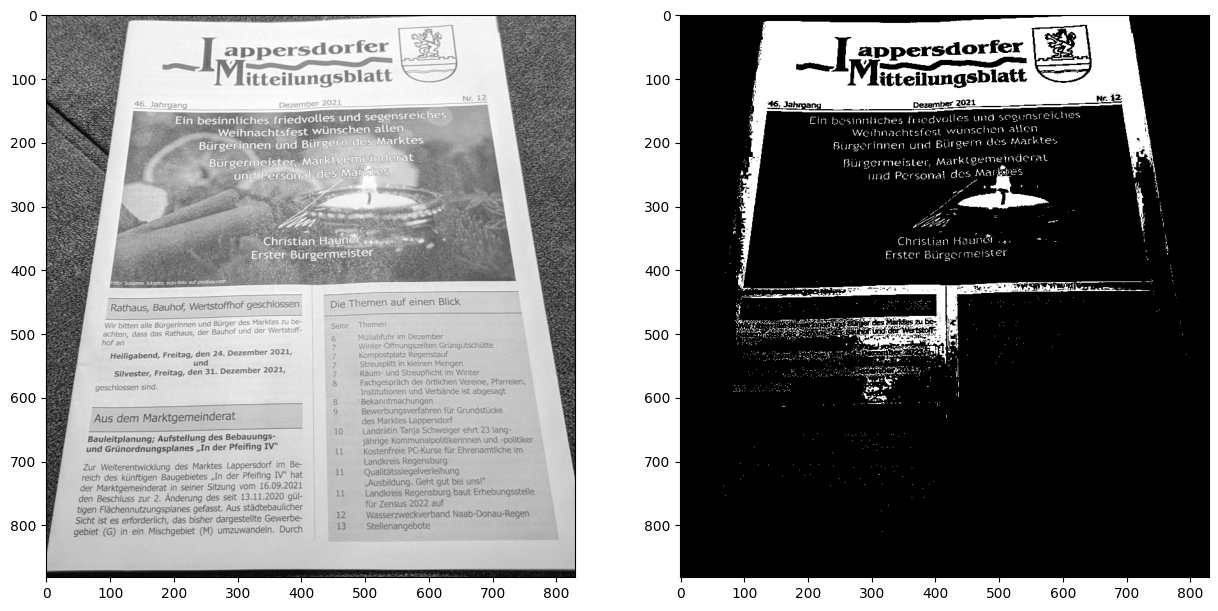 Lappersdorfer
Mitteilungsblatt
46. Jahrgang
Dezember 2021
Nr. 12
Ein besinnliches friedvolles und segensreiches
Weihnachtsfest wünschen allen
Bürgerinnen und Bürgern des Marktes
Bürgermeister, Marktgemeinderat
und Personal des Marktes
Christian Hauner
Erster Bürgermeister
Rathaus, Bauhof, Wertstoffhof geschlossen
Wir bitten alle Bürgerinnen und Bürger des Marktes zu be-
achten, dass das Rathaus, der Bauhof und der Wertstoff-
hof an
Heiligabend, Freitag, den 24. Dezember 2021,
und
Silvester, Freitag, den 31. Dezember 2021,
geschlossen sind.
Aus dem Marktgemeinderat
Bauleitplanung; Aufstellung des Bebauungs-
und Grünordnungsplanes „In der Pfeifing IV“
Zur Weiterentwicklung des Marktes Lappersdorf im Be-
reich des künftigen Baugebietes „In der Pfeifing IV“ hat
der Marktgemeinderat in seiner Sitzung vom 16.09.2021
den Beschluss zur 2. Änderung des seit 13.11.2020 gül-
tigen Flächennutzungsplanes gefasst. Aus städtebaulicher
Sicht ist es erforderlich, das bisher dargestellte Gewerbe-
gebiet (G) in ein Mischgebiet (M) umzuwandeln. Durch
Die Themen auf einen Blick
Seite Themen
6 Müllabfuhr im Dezember
7 Winter-Öffnungszeiten Grüngutschütte
7 Kompostplatz Regenstauf
7 Streusplitt in kleinen Mengen
7 Räum- und Streupflicht im Winter
8 Fachgespräch der örtlichen Vereine, Pfarreien,
Institutionen und Verbände ist abgesagt
8 Bekanntmachungen
9 Bewerbungsverfahren für Grundstücke
des Marktes Lappersdorf
10 Landrätin Tanja Schweiger ehrt 23 lang-
jährige Kommunalpolitikerinnen und -politiker
11 Kostenfreie PC-Kurse für Ehrenamtliche im
Landkreis Regensburg
11 Qualitätssiegelverleihung
„Ausbildung. Geht gut bei uns!“
11 Landkreis Regensburg baut Erhebungsstelle
für Zensus 2022 auf
12 Wasserzweckverband Naab-Donau-Regen
13 Stellenangebote
0
100
200
300
400
500
600
700
800
0 100 200 300 400 500 600 700 800
Lappersdorfer
Mitteilungsblatt
46. Jahrgang
Dezember 2021
Nr. 12
Ein besinnliches friedvolles und segensreiches
Weihnachtsfest wünschen allen
Bürgerinnen und Bürgern des Marktes
Bürgermeister, Marktgemeinderat
und Personal des Marktes
Christian Hauner
Erster Bürgermeister
und Bürger des Marktes zu be-
Bauhof und der Wertstoff-
0
100
200
300
400
500
600
700
800
0 100 200 300 400 500 600 700 800